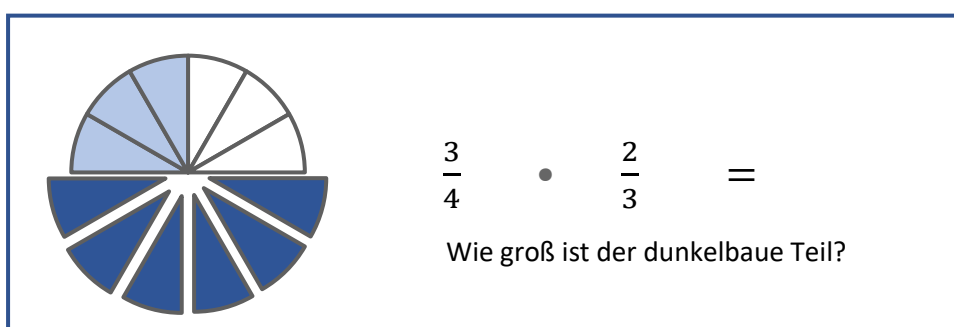 3/4 • 2/3 =
Wie groß ist der dunkelbaue Teil?